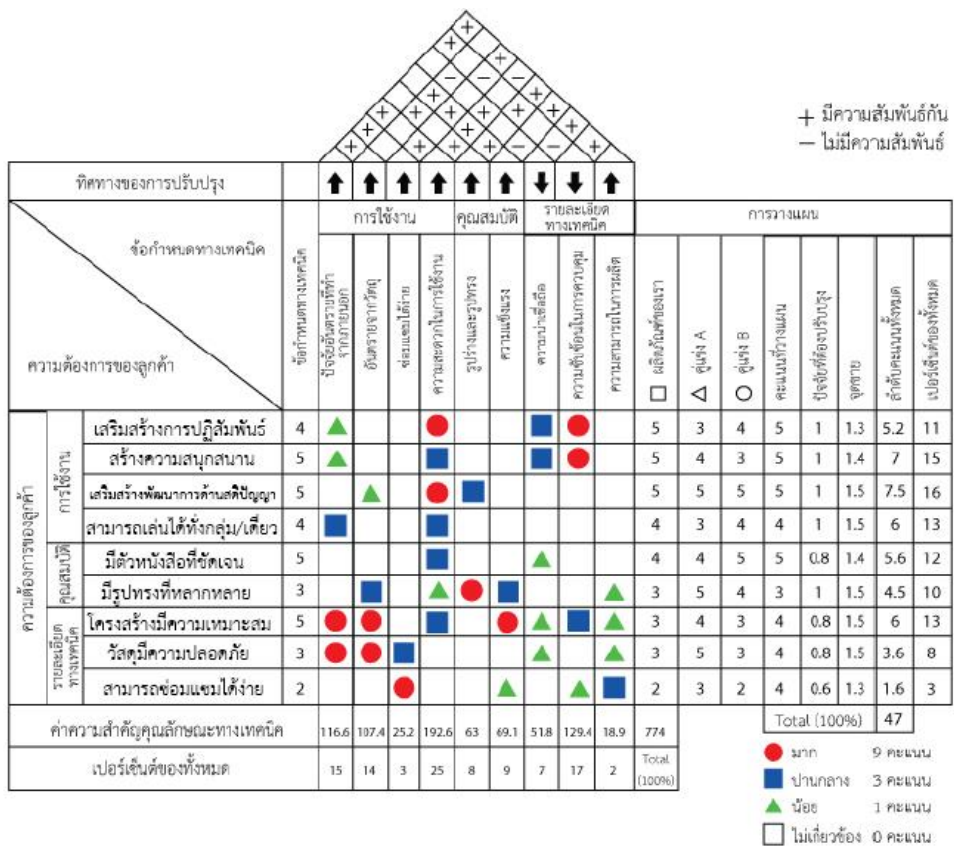 + มีความสัมพันธ์กัน
− ไม่มีความสัมพันธ์
ทิศทางของการปรับปรุง
การใช้งาน คุณสมบัติ รายละเอียดทางเทคนิค การวางแผน
ข้อกำหนดทางเทคนิค
ความต้องการของลูกค้า
ข้อกำหนดทางเทคนิค
ปัจจัยอันตรายที่ทำจากภายนอก
อันตรายจากวัตถุ
ซ่อมแซมได้ง่าย
ความสะดวกในการใช้งาน
รูปร่างและรูปทรง
ความแข็งแรง
ความน่าเชื่อถือ
ความซับซ้อนในการควบคุม
ความสามารถในการผลิต
ผลิตภัณฑ์ของเรา
คู่แข่ง A
คู่แข่ง B
คะแนนที่วางแผน
ปัจจัยที่ต้องปรับปรุง
จุดขาย
ลำดับคะแนนทั้งหมด
เปอร์เซ็นต์ของทั้งหมด
ความต้องการของลูกค้า
การใช้งาน
เสริมสร้างการปฏิสัมพันธ์ 4 5 3 4 5 1 1.3 5.2 11
สร้างความสนุกสนาน 5 5 4 3 5 1 1.4 7 15
เสริมสร้างพัฒนาการด้านสติปัญญา 5 5 5 5 5 1 1.5 7.5 16
สามารถเล่นได้ทั้งกลุ่ม/เดี่ยว 4 4 3 4 4 1 1.5 6 13
คุณสมบัติ
มีตัวหนังสือที่ชัดเจน 5 4 4 5 5 0.8 1.4 5.6 12
มีรูปทรงที่หลากหลาย 3 3 5 4 3 1 1.5 4.5 10
รายละเอียดทางเทคนิค
โครงสร้างมีความเหมาะสม 5 3 4 3 4 0.8 1.5 6 13
วัสดุมีความปลอดภัย 3 3 5 3 4 0.8 1.5 3.6 8
สามารถซ่อมแซมได้ง่าย 2 2 3 2 4 0.6 1.3 1.6 3
ค่าความสำคัญคุณลักษณะทางเทคนิค 116.6 107.4 25.2 192.6 63 69.1 51.8 129.4 18.9 774
Total (100%) 47
เปอร์เซ็นต์ของทั้งหมด 15 14 3 25 8 9 7 17 2 Total (100%)
มาก 9 คะแนน
ปานกลาง 3 คะแนน
น้อย 1 คะแนน
ไม่เกี่ยวข้อง 0 คะแนน